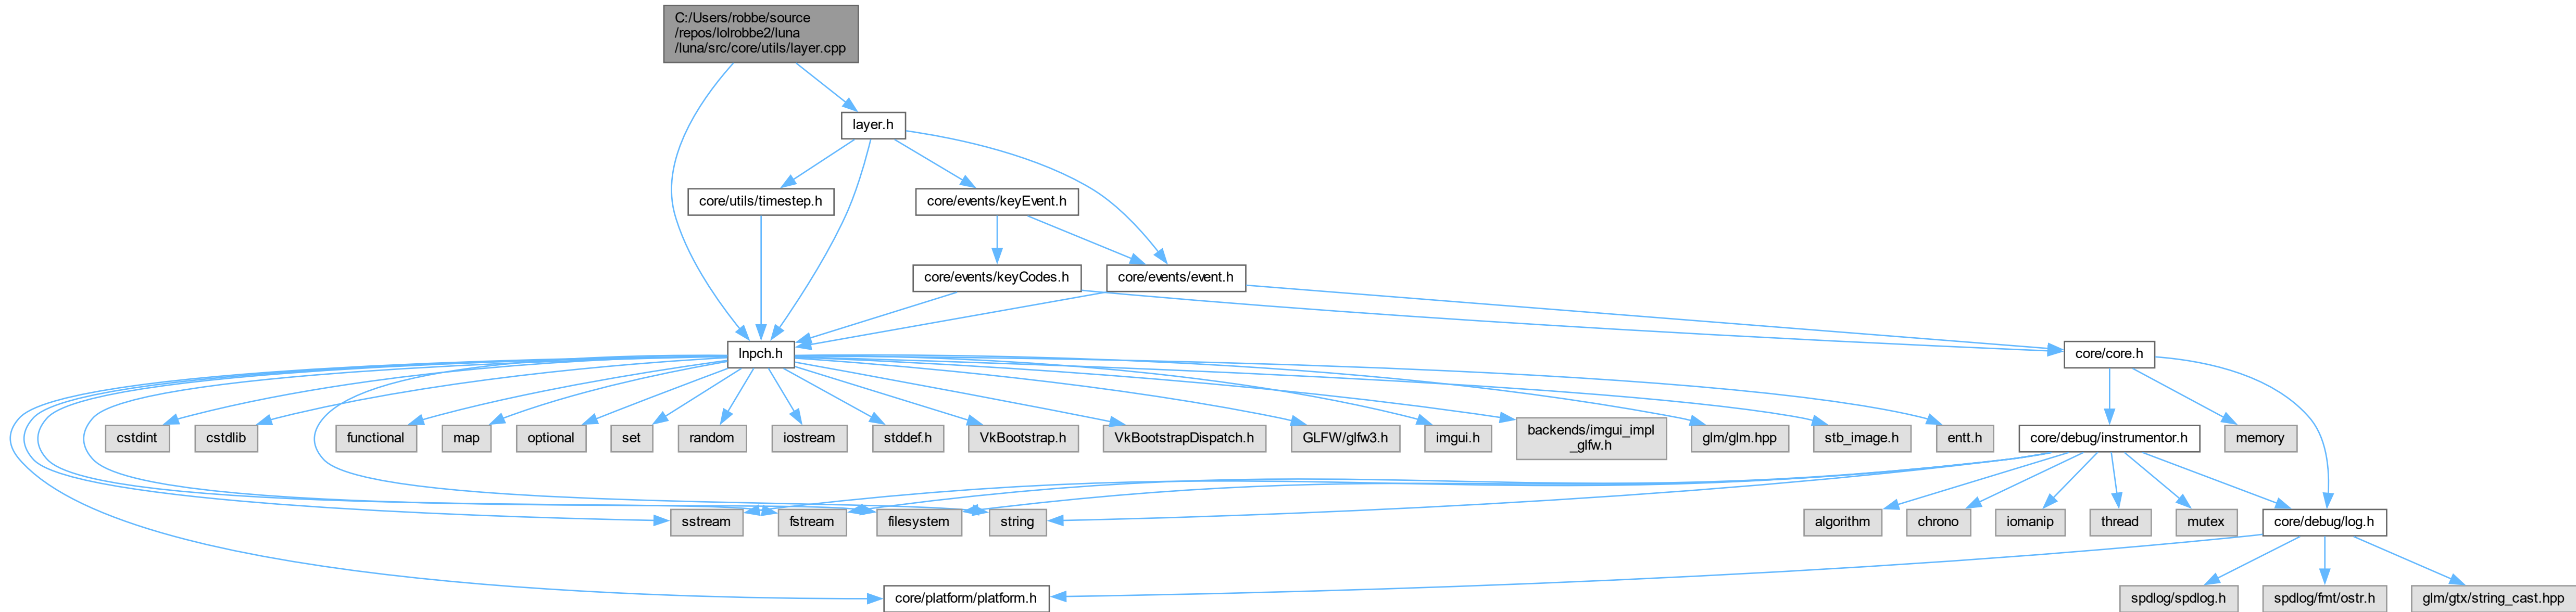 C:/Users/robbe/source
/repos/lolrobbe2/luna
/luna/src/core/utils/layer.cpp
layer.h
core/utils/timestep.h
core/events/keyEvent.h
core/events/keyCodes.h
core/events/event.h
lnpch.h
core/core.h
cstdint
cstdlib
functional
map
optional
set
random
iostream
stddef.h
VkBootstrap.h
VkBootstrapDispatch.h
GLFW/glfw3.h
imgui.h
backends/imgui_impl
_glfw.h
glm/glm.hpp
stb_image.h
entt.h
core/debug/instrumentor.h
memory
sstream
fstream
filesystem
string
algorithm
chrono
iomanip
thread
mutex
core/debug/log.h
core/platform/platform.h
spdlog/spdlog.h
spdlog/fmt/ostr.h
glm/gtx/string_cast.hpp